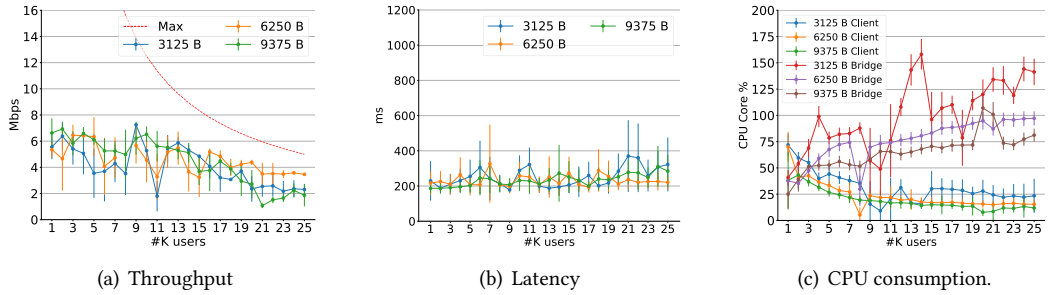 16
14
12
10
8
6
4
2
0
Mbps
Max
3125 B
6250 B
9375 B
1 3 5 7 9 11 13 15 17 19 21 23 25
#K users
(a) Throughput
1200
1000
800
600
400
200
0
ms
3125 B
6250 B
9375 B
1 3 5 7 9 11 13 15 17 19 21 23 25
#K users
(b) Latency
200
175
150
125
100
75
50
25
0
CPU Core %
3125 B Client
6250 B Client
9375 B Client
3125 B Bridge
6250 B Bridge
9375 B Bridge
1 3 5 7 9 11 13 15 17 19 21 23 25
#K users
(c) CPU consumption.